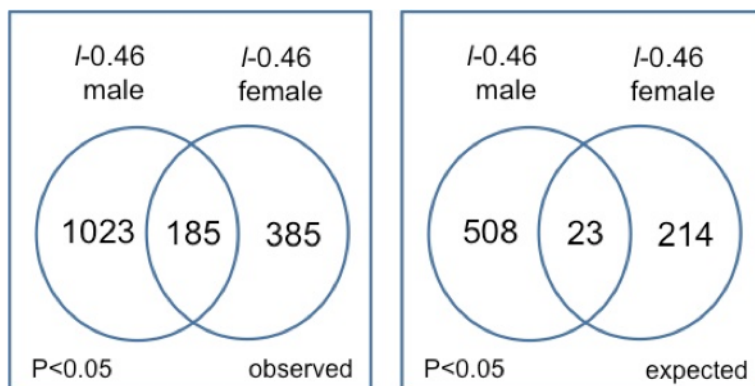 l-0.46 l-0.46
male female
1023 185 385
P<0.05 observed
l-0.46 l-0.46
male female
508 23 214
P<0.05 expected